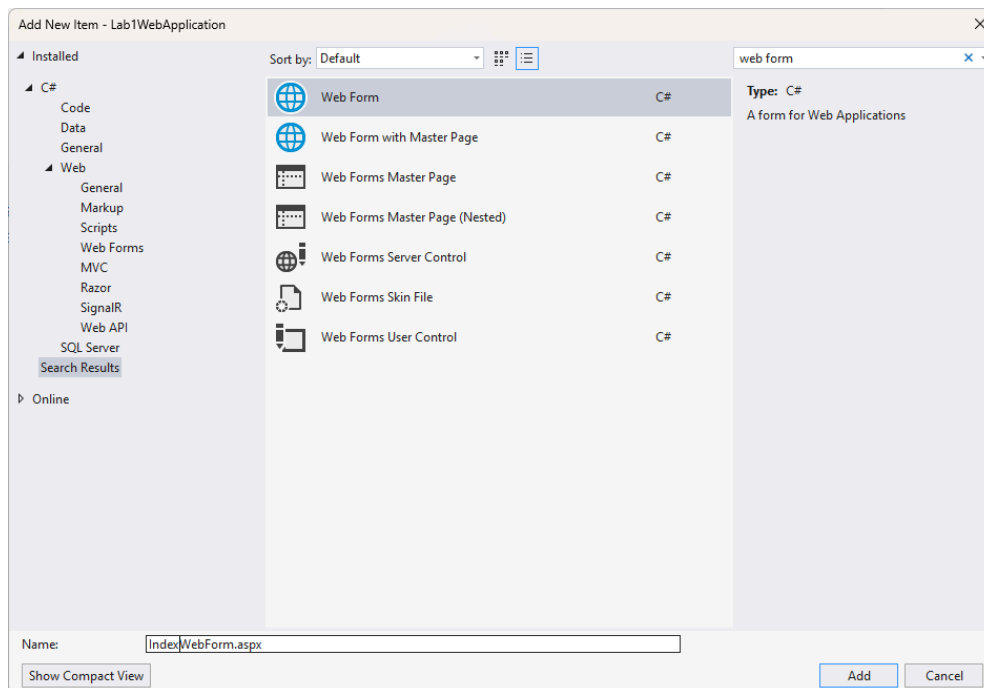 Add New Item - Lab1WebApplication
Installed
C#
Code
Data
General
Web
General
Markup
Scripts
Web Forms
MVC
Razor
SignalR
Web API
SQL Server
Search Results
Online
Sort by: Default
Web Form C#
Web Form with Master Page C#
Web Forms Master Page C#
Web Forms Master Page (Nested) C#
Web Forms Server Control C#
Web Forms Skin File C#
Web Forms User Control C#
web form
Type: C#
A form for Web Applications
Name: IndexWebForm.aspx
Show Compact View
Add Cancel